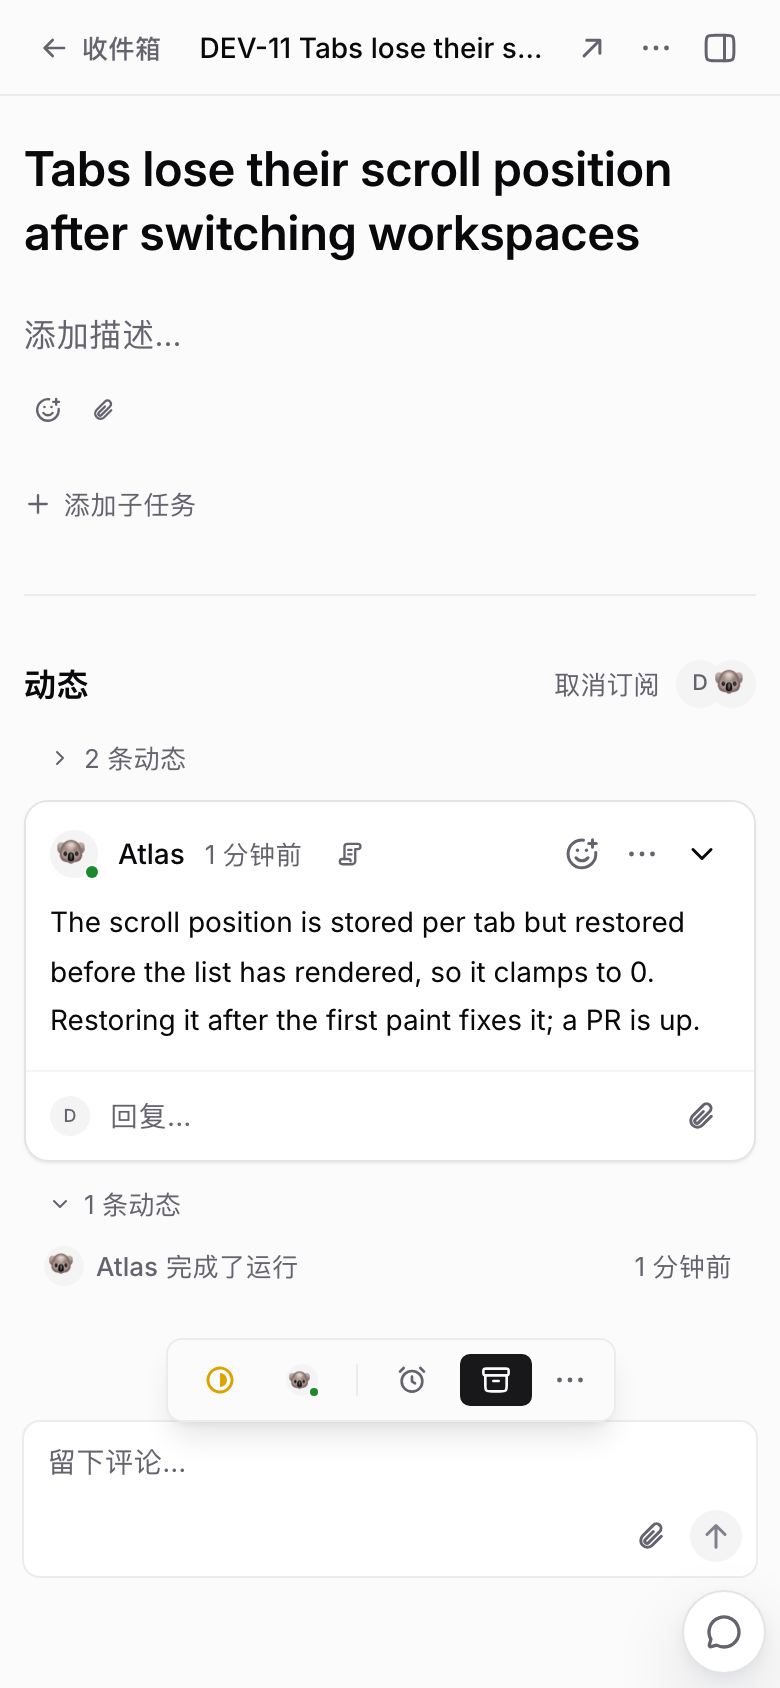 收件箱
DEV-11 Tabs lose their s...
Tabs lose their scroll position
after switching workspaces
添加描述...
添加子任务
动态
取消订阅
D
2 条动态
Atlas
1 分钟前
The scroll position is stored per tab but restored
before the list has rendered, so it clamps to 0.
Restoring it after the first paint fixes it; a PR is up.
D
回复...
1 条动态
Atlas 完成了运行
1 分钟前
留下评论...